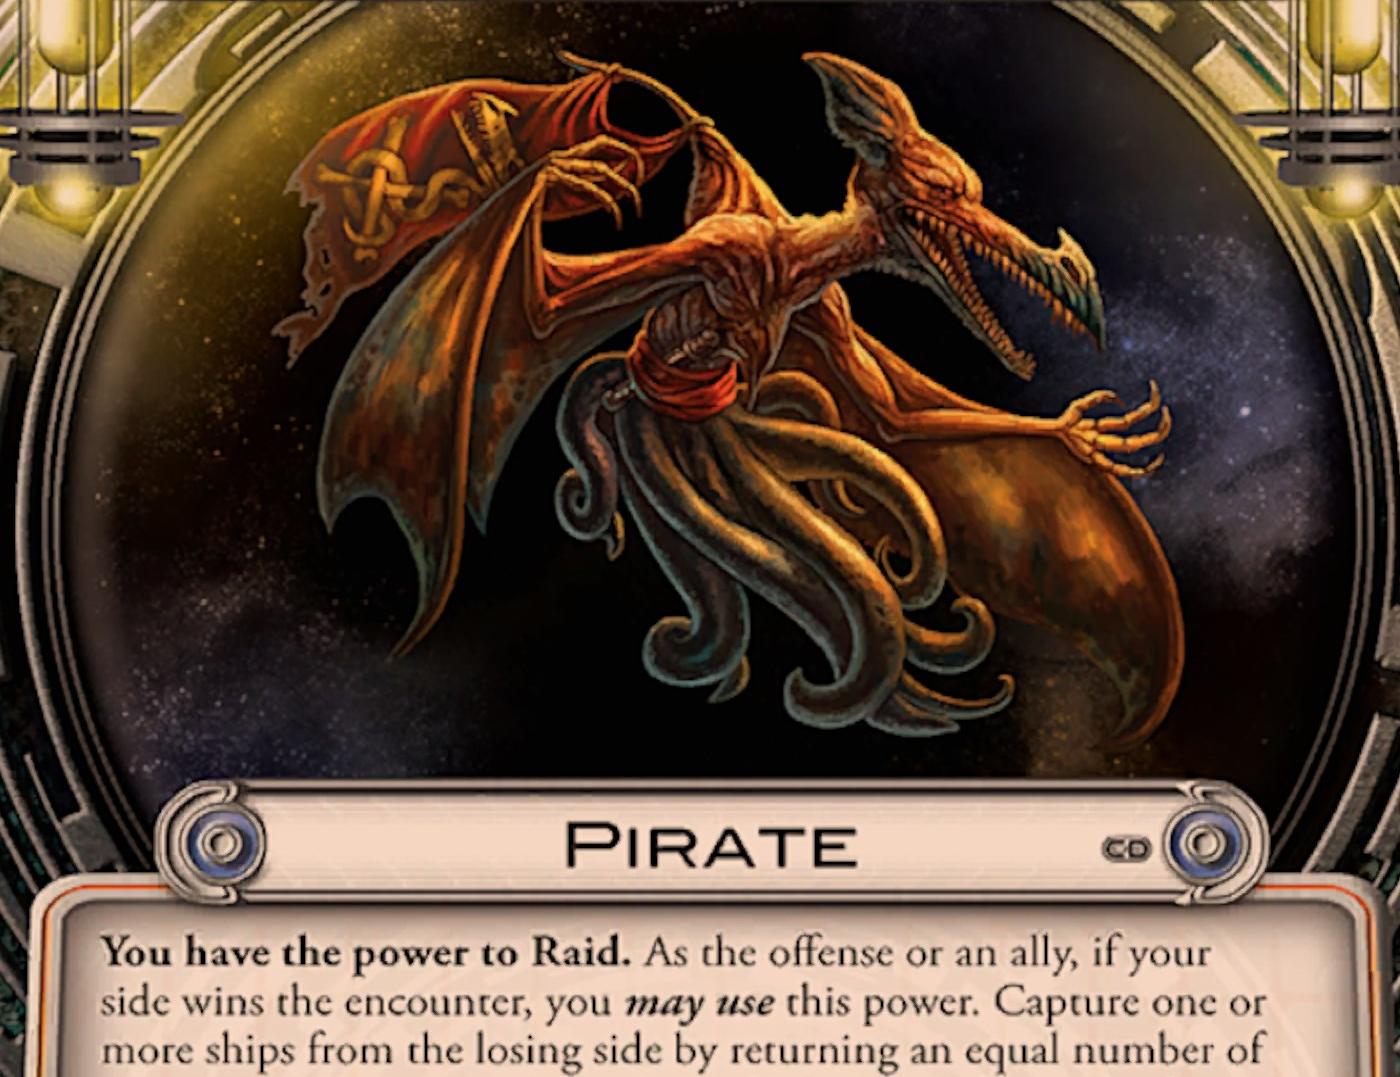 PIRATE CD
You have the power to Raid. As the offense or an ally, if your
side wins the encounter, you may use this power. Capture one or
more ships from the losing side by returning an equal number of